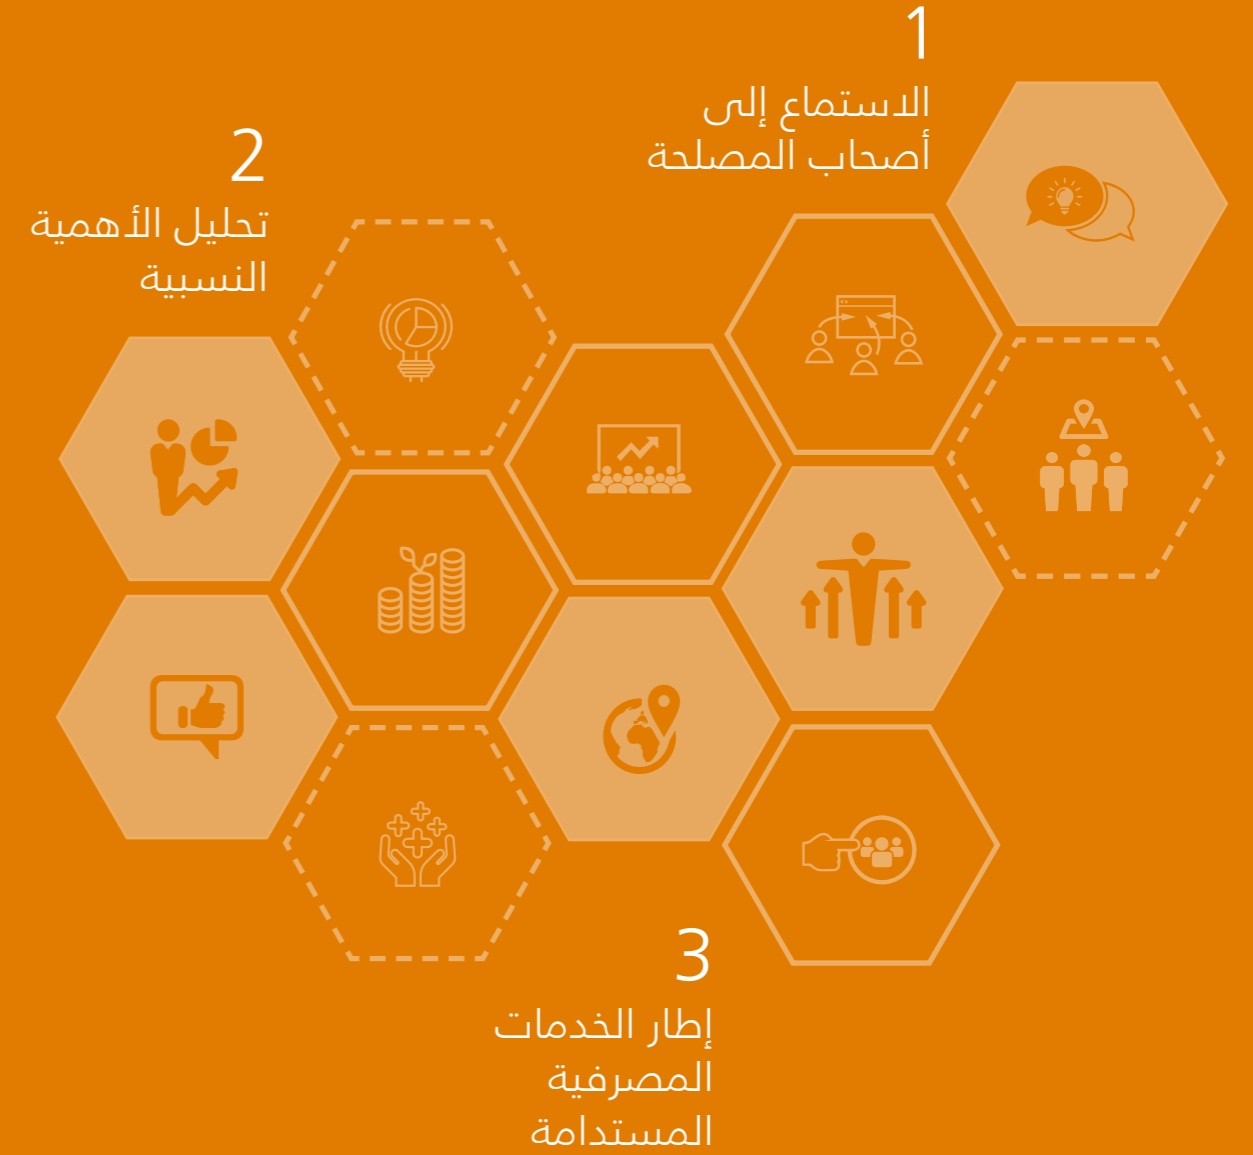 1
الاستماع إلى
أصحاب المصلحة
2
تحليل الأهمية
النسبية
3
إطار الخدمات
المصرفية
المستدامة